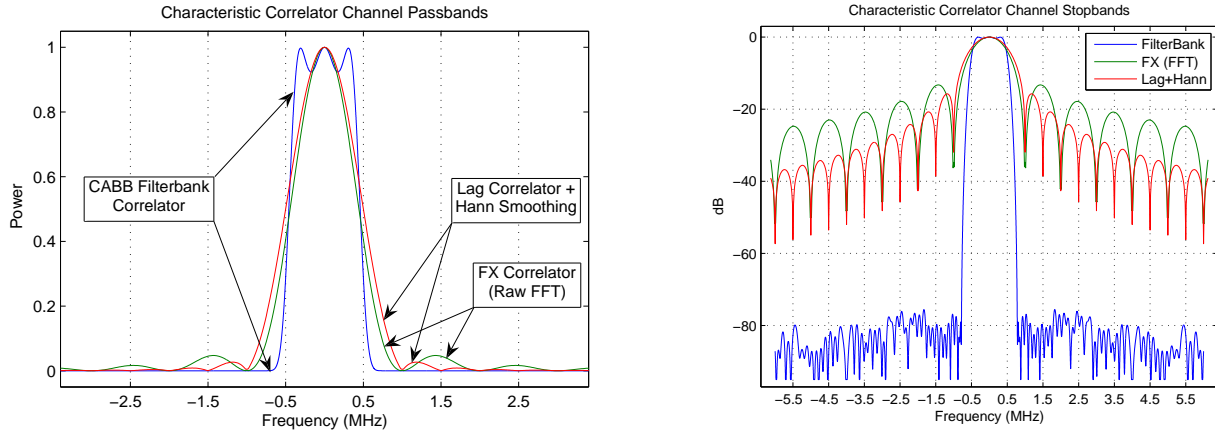 Characteristic Correlator Channel Passbands
1
0.8
0.6
0.4
0.2
0
Power
CABB Filterbank
Correlator
Lag Correlator +
Hann Smoothing
FX Correlator
(Raw FFT)
−2.5 −1.5 −0.5 0.5 1.5 2.5
Frequency (MHz)
Characteristic Correlator Channel Stopbands
0
−20
−40
−60
−80
dB
FilterBank
FX (FFT)
Lag+Hann
−5.5 −4.5 −3.5 −2.5 −1.5 −0.5 0.5 1.5 2.5 3.5 4.5 5.5
Frequency (MHz)